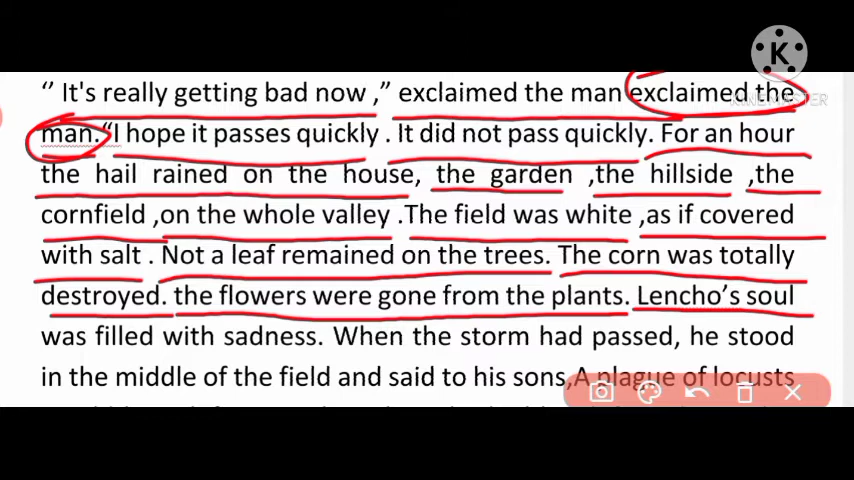 K
KINEMASTER
" It's really getting bad now ,” exclaimed the man exclaimed the
man.“I hope it passes quickly . It did not pass quickly. For an hour
the hail rained on the house, the garden ,the hillside ,the
cornfield ,on the whole valley .The field was white ,as if covered
with salt . Not a leaf remained on the trees. The corn was totally
destroyed. the flowers were gone from the plants. Lencho’s soul
was filled with sadness. When the storm had passed, he stood
in the middle of the field and said to his sons,A plague of locusts